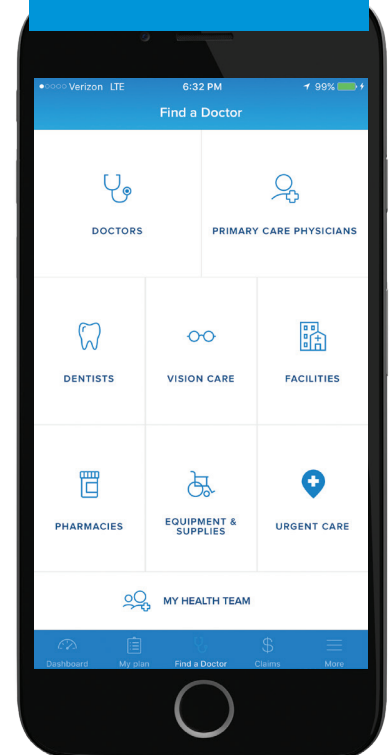 Verizon LTE 6:32 PM 99%
Find a Doctor
DOCTORS PRIMARY CARE PHYSICIANS
DENTISTS VISION CARE FACILITIES
PHARMACIES EQUIPMENT & SUPPLIES URGENT CARE
MY HEALTH TEAM
Dashboard My plan Find a Doctor Claims More